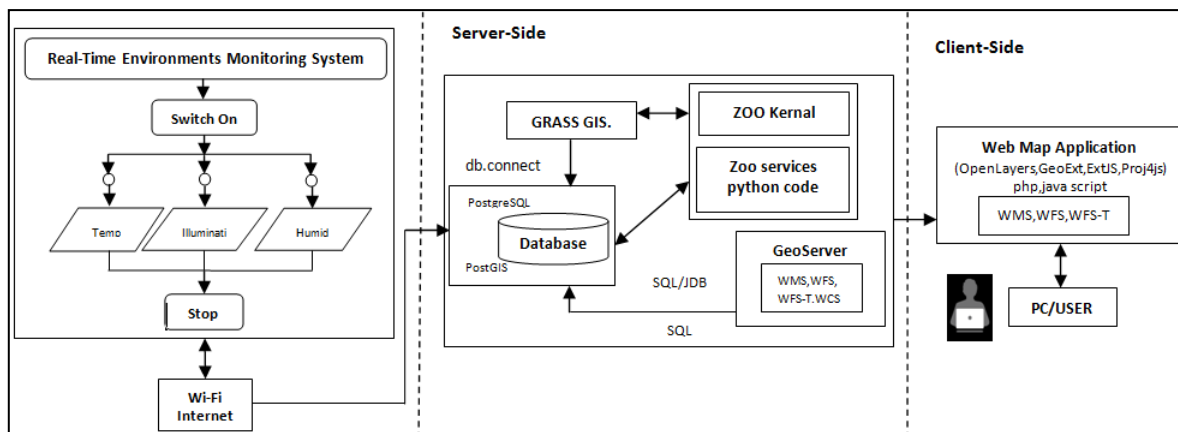 Real-Time Environments Monitoring System
Switch On
Temp
Illuminati
Humid
Stop
Wi-Fi
Internet
Server-Side
GRASS GIS.
ZOO Kernal
Zoo services
python code
db.connect
PostgreSQL
Database
PostGIS
GeoServer
WMS,WFS,
WFS-T.WCS
SQL/JDB
SQL
Client-Side
Web Map Application
(OpenLayers,GeoExt,ExtJS,Proj4js)
php,java script
WMS,WFS,WFS-T
PC/USER